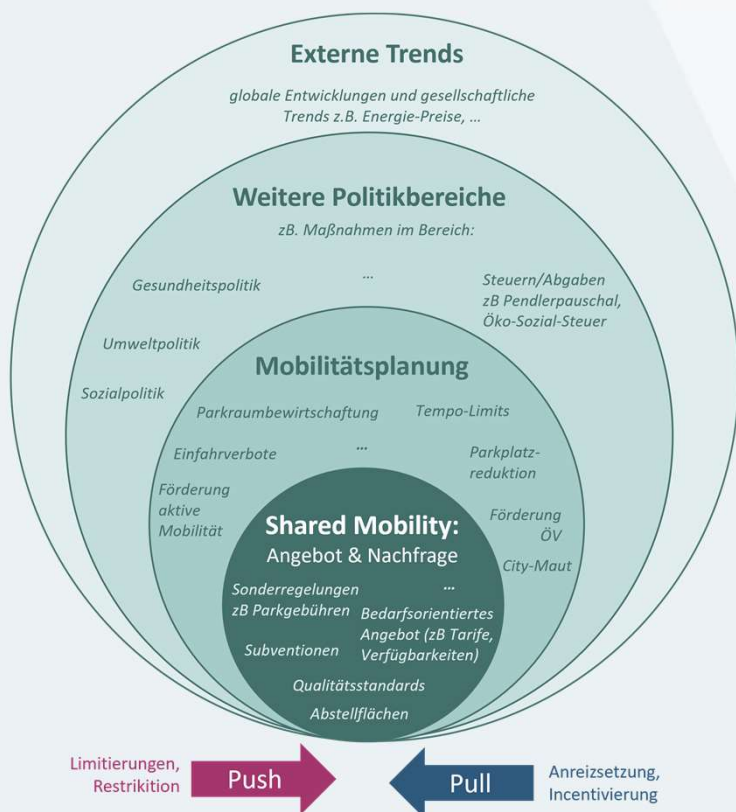 Externe Trends
globale Entwicklungen und gesellschaftliche
Trends z.B. Energie-Preise, ...
Weitere Politikbereiche
zB. Maßnahmen im Bereich:
Gesundheitspolitik
...
Steuern/Abgaben
zB Pendlerpauschal,
Öko-Sozial-Steuer
Umweltpolitik
Sozialpolitik
Mobilitätsplanung
Parkraumbewirtschaftung
Tempo-Limits
Einfahrverbote
...
Parkplatz-
reduktion
Förderung
aktive
Mobilität
Förderung
ÖV
City-Maut
Shared Mobility:
Angebot & Nachfrage
Sonderregelungen
zB Parkgebühren
...
Bedarfsorientiertes
Angebot (zB Tarife,
Verfügbarkeiten)
Subventionen
Qualitätsstandards
Abstellflächen
Limitierungen,
Restrikition
Push
Pull
Anreizsetzung,
Incentivierung